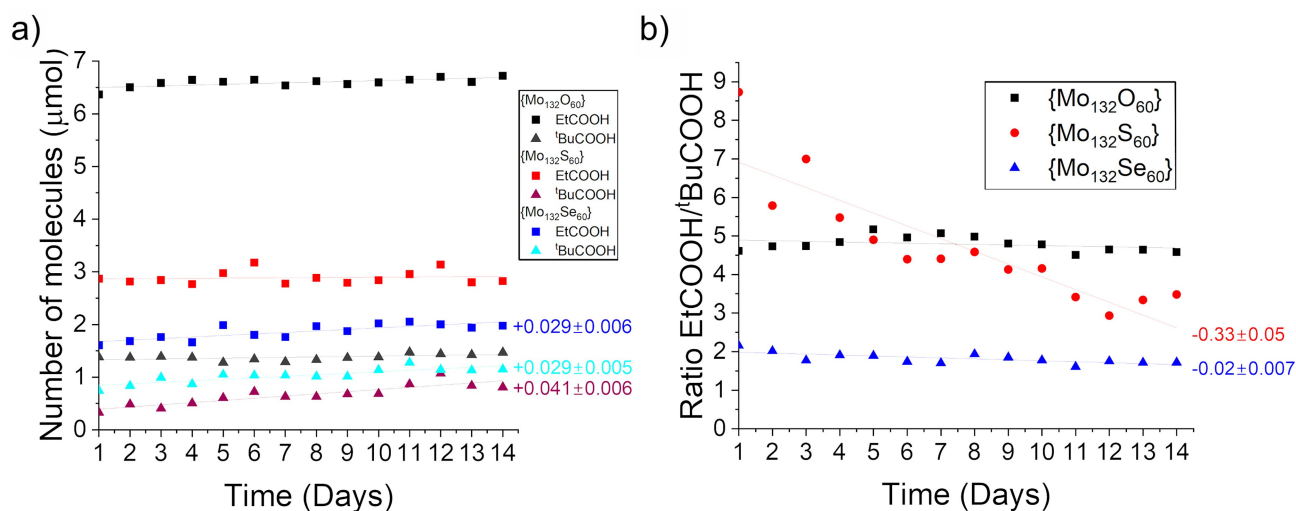 a)
Number of molecules (μmol)
7
6
5
4
3
2
1
0
1 2 3 4 5 6 7 8 9 10 11 12 13 14
Time (Days)
{Mo₁₃₂O₆₀}
EtCOOH
ᵗBuCOOH
{Mo₁₃₂S₆₀}
EtCOOH
ᵗBuCOOH
{Mo₁₃₂Se₆₀}
EtCOOH
ᵗBuCOOH
+0.029±0.006
+0.029±0.005
+0.041±0.006
b)
Ratio EtCOOH/ᵗBuCOOH
9
8
7
6
5
4
3
2
1
0
1 2 3 4 5 6 7 8 9 10 11 12 13 14
Time (Days)
{Mo₁₃₂O₆₀}
{Mo₁₃₂S₆₀}
{Mo₁₃₂Se₆₀}
-0.33±0.05
-0.02±0.007